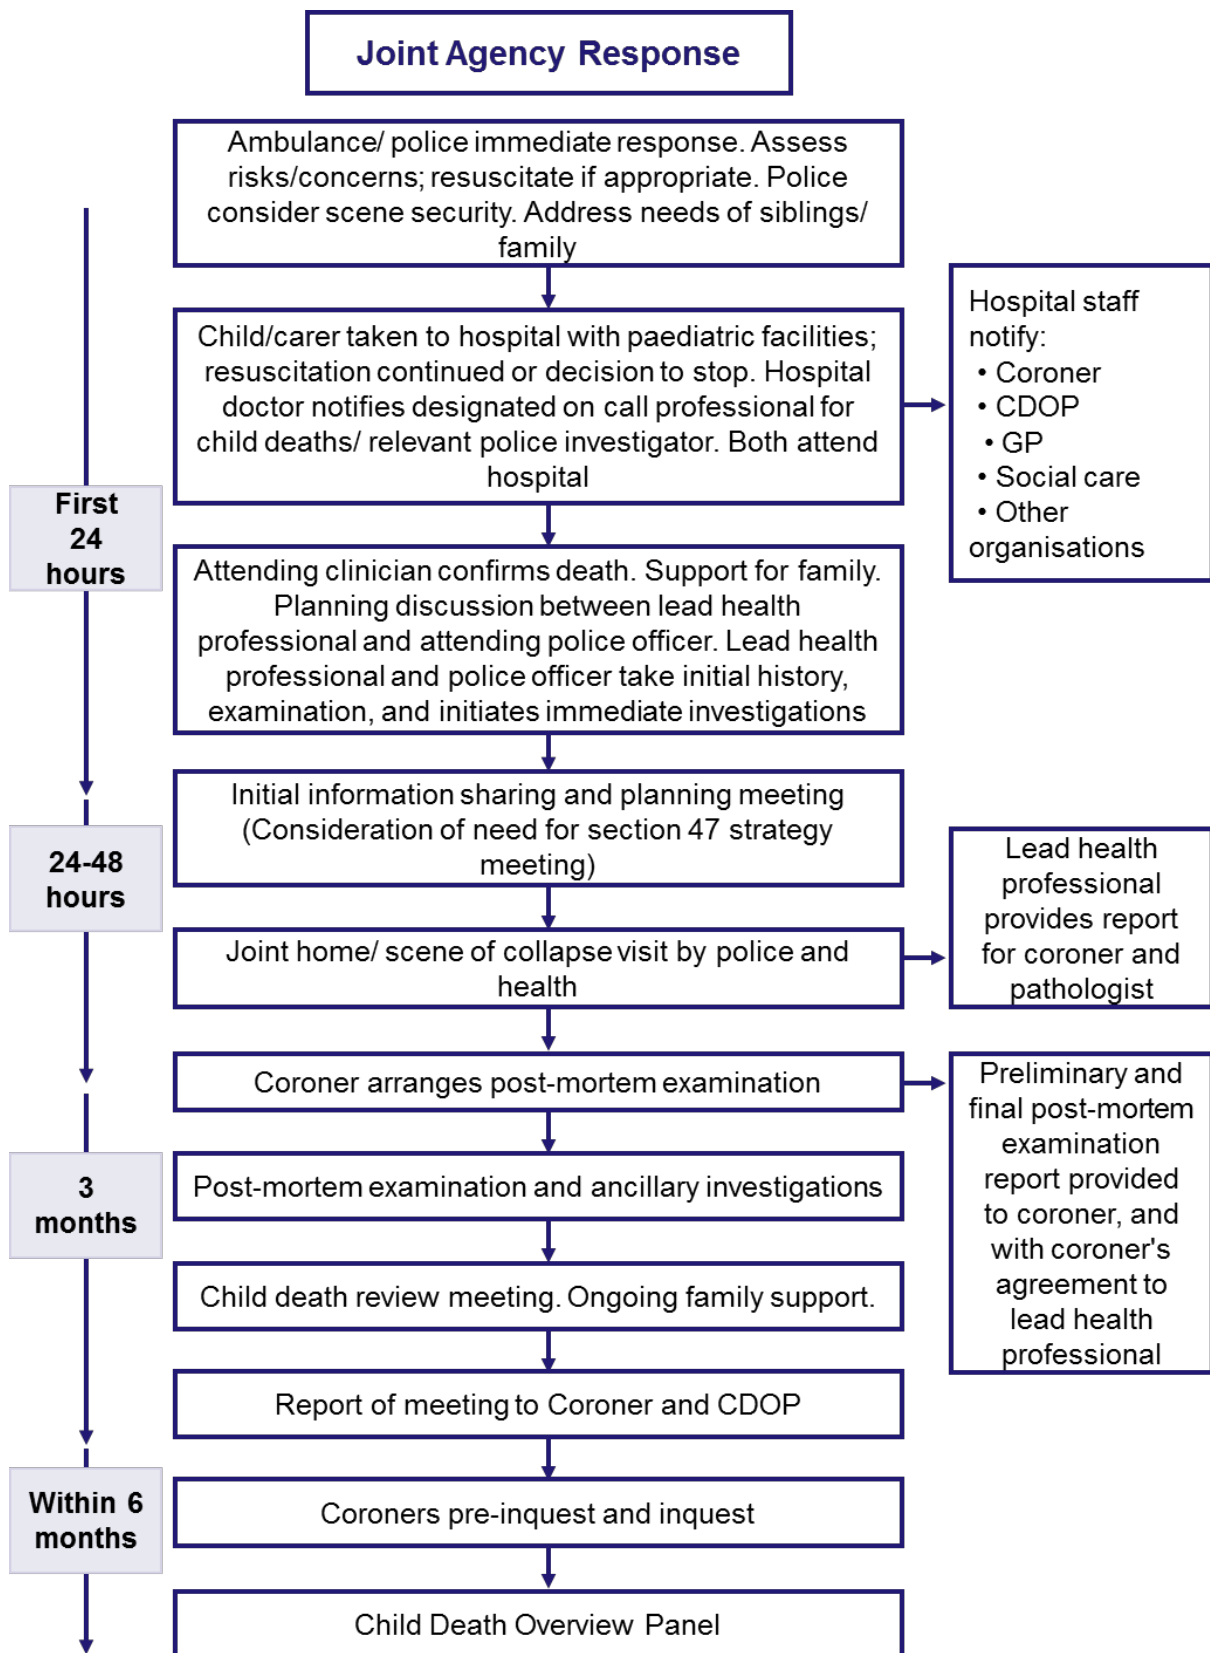 Joint Agency Response
Ambulance/ police immediate response. Assess
risks/concerns; resuscitate if appropriate. Police
consider scene security. Address needs of siblings/
family
Child/carer taken to hospital with paediatric facilities;
resuscitation continued or decision to stop. Hospital
doctor notifies designated on call professional for
child deaths/ relevant police investigator. Both attend
hospital
Hospital staff
notify:
• Coroner
• CDOP
• GP
• Social care
• Other
organisations
First
24
hours
Attending clinician confirms death. Support for family.
Planning discussion between lead health
professional and attending police officer. Lead health
professional and police officer take initial history,
examination, and initiates immediate investigations
24-48
hours
Initial information sharing and planning meeting
(Consideration of need for section 47 strategy
meeting)
Joint home/ scene of collapse visit by police and
health
Lead health
professional
provides report
for coroner and
pathologist
Coroner arranges post-mortem examination
Preliminary and
final post-mortem
examination
report provided
to coroner, and
with coroner's
agreement to
lead health
professional
3
months
Post-mortem examination and ancillary investigations
Child death review meeting. Ongoing family support.
Report of meeting to Coroner and CDOP
Within 6
months
Coroners pre-inquest and inquest
Child Death Overview Panel